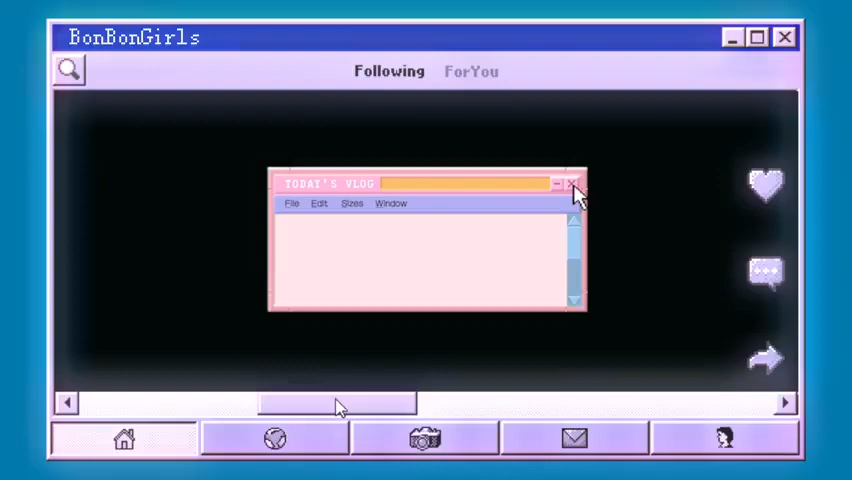 BonBonGirls
Following ForYou
TODAY'S VLOG
File Edit Sizes Window